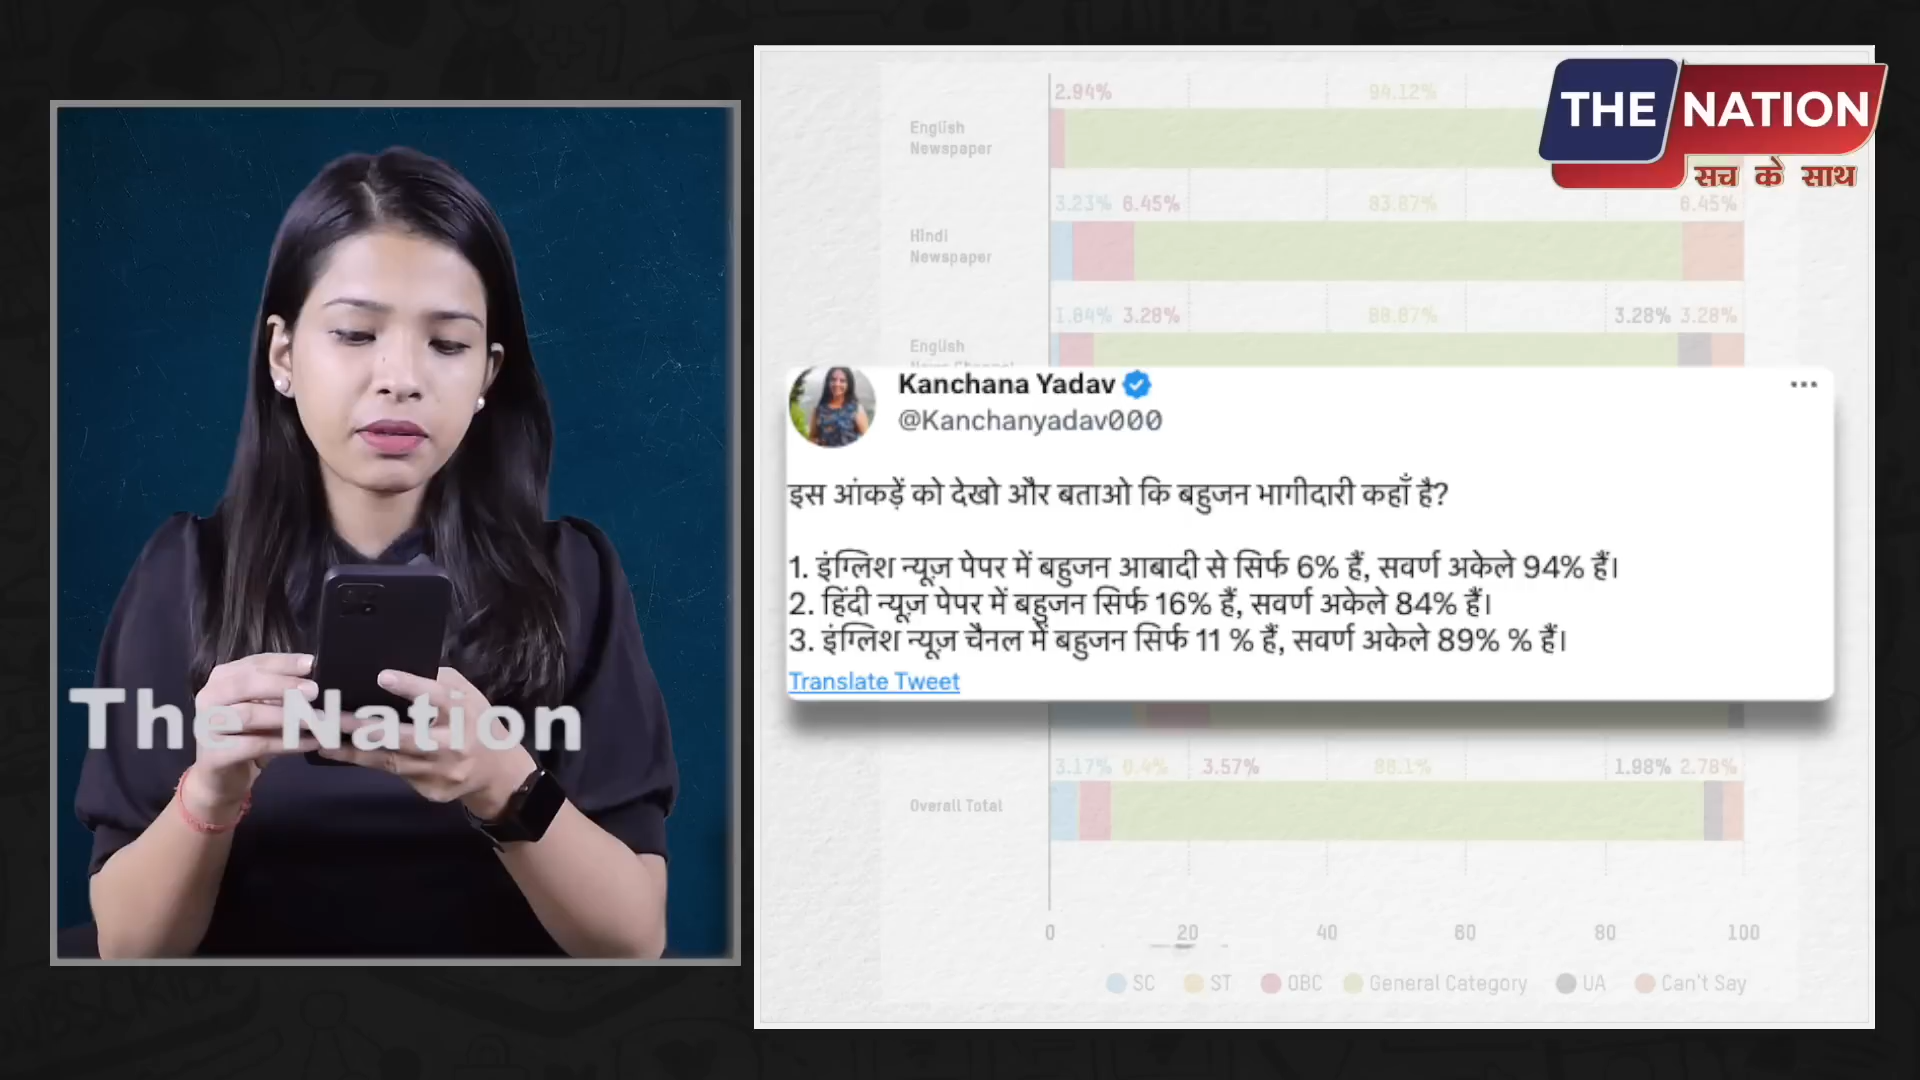 THE NATION
सच के साथ
2.94% 94.12%
English
Newspaper
3.23% 6.45% 83.87% 6.45%
Hindi
Newspaper
1.84% 3.28% 88.87% 3.28% 3.28%
English
Kanchana Yadav
@Kanchanyadav000
इस आंकड़ें को देखो और बताओ कि बहुजन भागीदारी कहाँ है?
1. इंग्लिश न्यूज़ पेपर में बहुजन आबादी से सिर्फ 6% हैं, सवर्ण अकेले 94% हैं।
2. हिंदी न्यूज़ पेपर में बहुजन सिर्फ 16% हैं, सवर्ण अकेले 84% हैं।
3. इंग्लिश न्यूज़ चैनल में बहुजन सिर्फ 11 % हैं, सवर्ण अकेले 89% % हैं।
Translate Tweet
The Nation
3.17% 0.4% 3.57% 88.1% 1.98% 2.78%
Overall Total
0 20 40 60 80 100
SC ST OBC General Category UA Can't Say